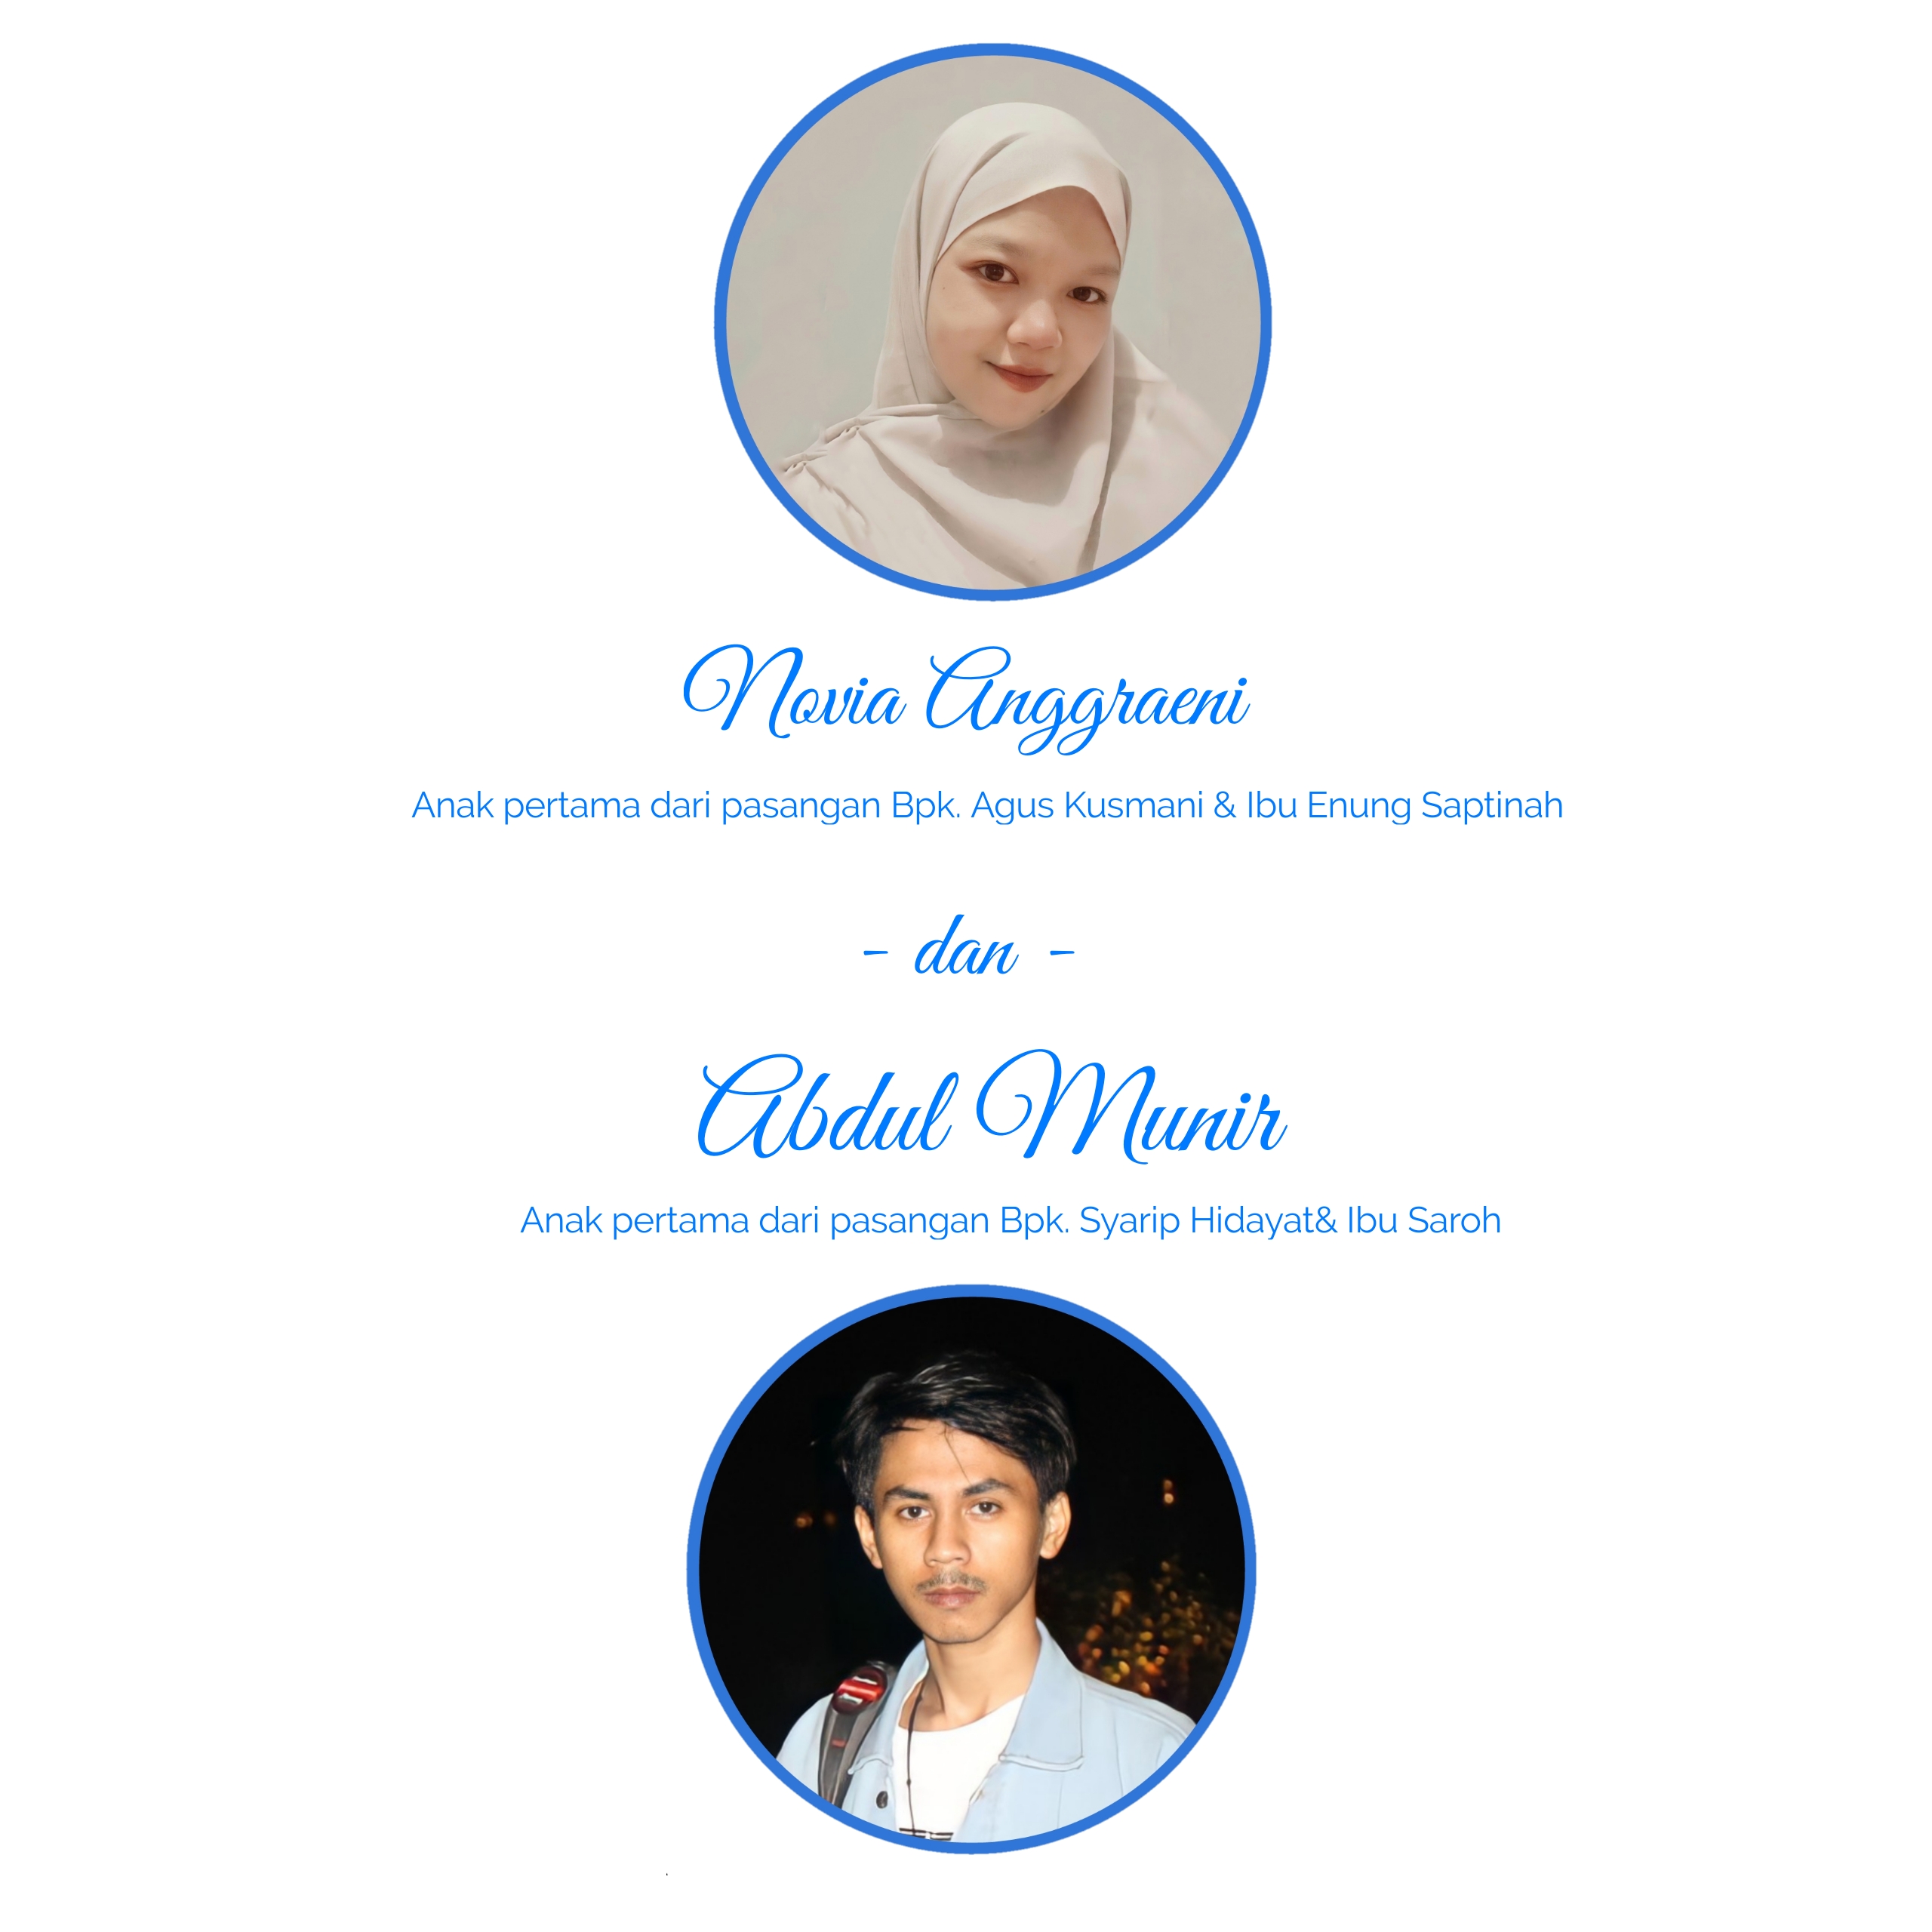 Novia Anggraeni
Anak pertama dari pasangan Bpk. Agus Kusmani & Ibu Enung Saptinah
- dan -
Abdul Munir
Anak pertama dari pasangan Bpk. Syarip Hidayat& Ibu Saroh